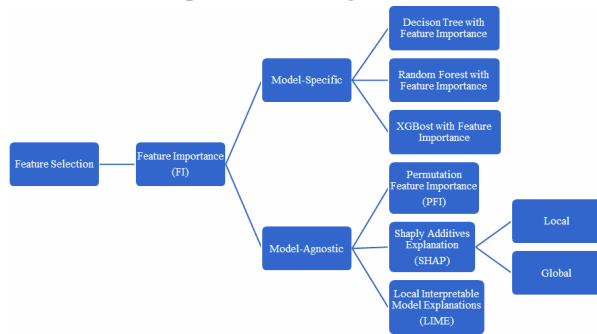 Decison Tree with
Feature Importance
Model-Specific
Random Forest with
Feature Importance
XGBost with Feature
Importance
Feature Selection
Feature Importance
(FI)
Permutation
Feature Importance
(PFI)
Model-Agnostic
Shaply Additives
Explanation
(SHAP)
Local
Global
Local Interpretable
Model Explanations
(LIME)